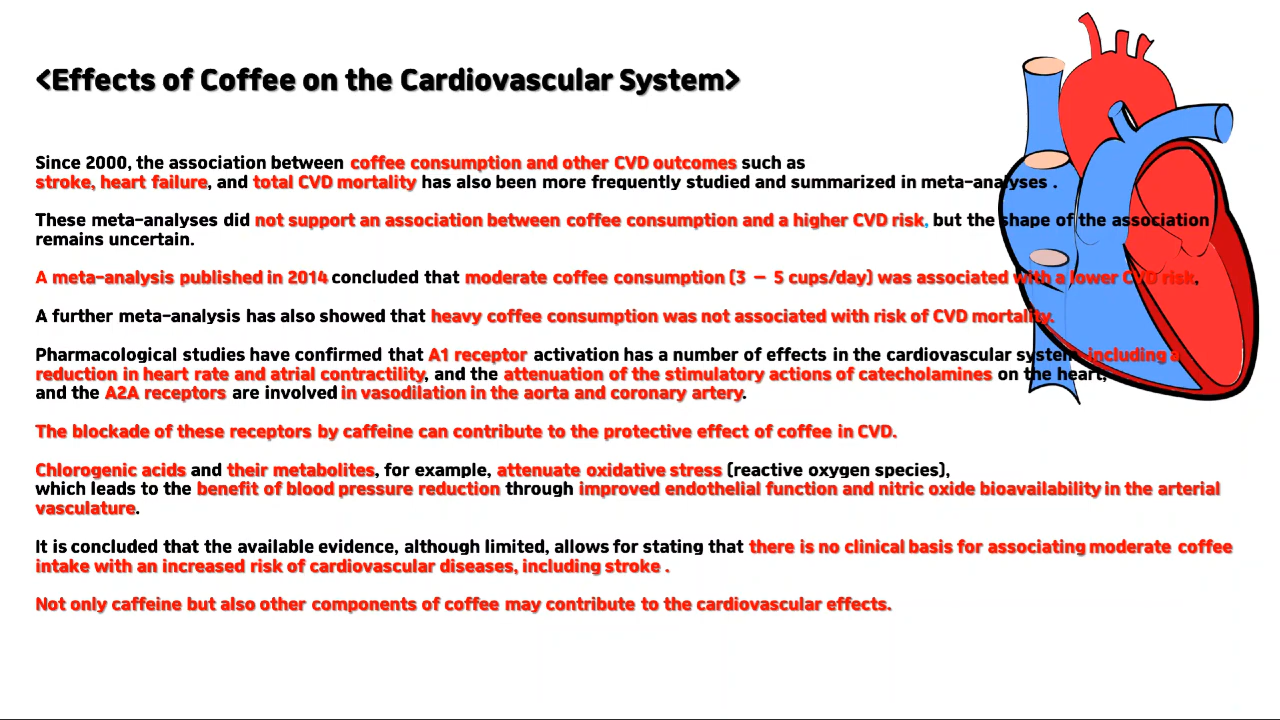 <Effects of Coffee on the Cardiovascular System>
Since 2000, the association between coffee consumption and other CVD outcomes such as
stroke, heart failure, and total CVD mortality has also been more frequently studied and summarized in meta-analyses .
These meta-analyses did not support an association between coffee consumption and a higher CVD risk, but the shape of the association
remains uncertain.
A meta-analysis published in 2014 concluded that moderate coffee consumption (3 – 5 cups/day) was associated with a lower CVD risk,
A further meta-analysis has also showed that heavy coffee consumption was not associated with risk of CVD mortality.
Pharmacological studies have confirmed that A1 receptor activation has a number of effects in the cardiovascular system, including a
reduction in heart rate and atrial contractility, and the attenuation of the stimulatory actions of catecholamines on the heart,
and the A2A receptors are involved in vasodilation in the aorta and coronary artery.
The blockade of these receptors by caffeine can contribute to the protective effect of coffee in CVD.
Chlorogenic acids and their metabolites, for example, attenuate oxidative stress (reactive oxygen species),
which leads to the benefit of blood pressure reduction through improved endothelial function and nitric oxide bioavailability in the arterial
vasculature.
It is concluded that the available evidence, although limited, allows for stating that there is no clinical basis for associating moderate coffee
intake with an increased risk of cardiovascular diseases, including stroke .
Not only caffeine but also other components of coffee may contribute to the cardiovascular effects.